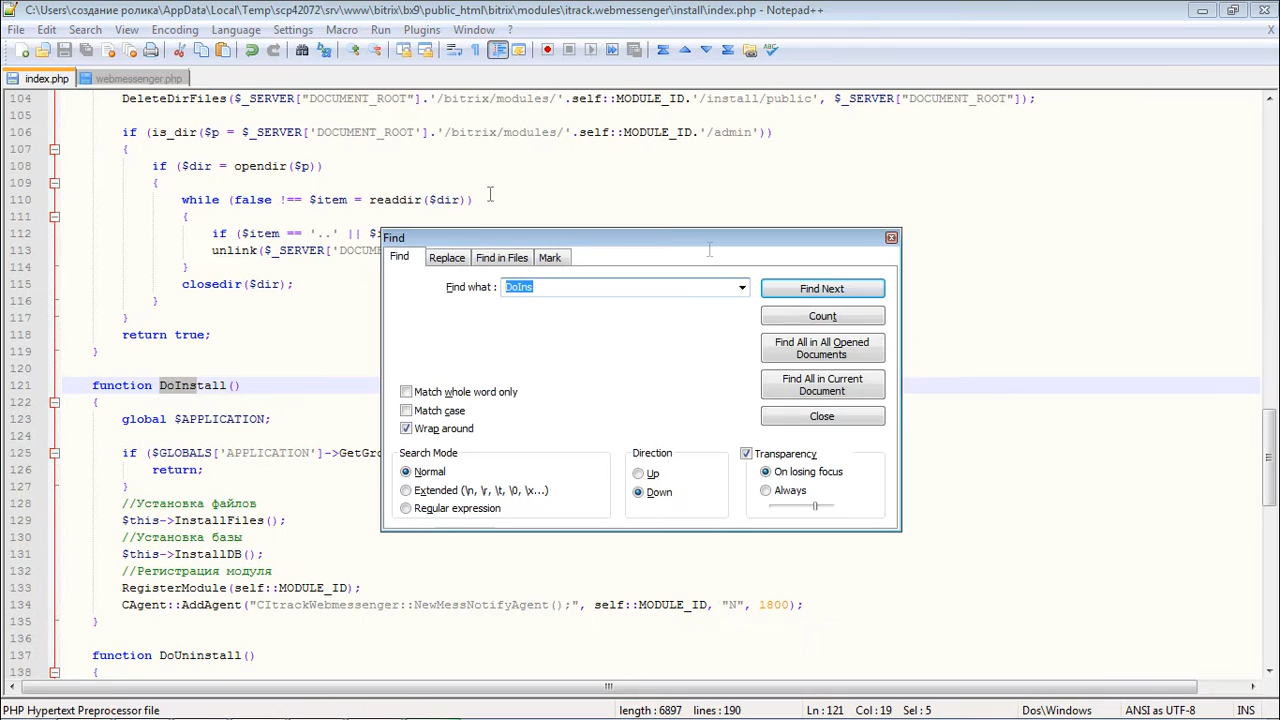 C:\Users\создание ролика\AppData\Local\Temp\scp42072\srv\www\bitrix\bx9\public_html\bitrix\modules\itrack.webmessenger\install\index.php - Notepad++
File Edit Search View Encoding Language Settings Macro Run Plugins Window ? X
index.php webmessenger.php
104 DeleteDirFiles($_SERVER["DOCUMENT_ROOT"].'/bitrix/modules/'.self::MODULE_ID.'/install/public', $_SERVER["DOCUMENT_ROOT"]);
105
106 if (is_dir($p = $_SERVER['DOCUMENT_ROOT'].'/bitrix/modules/'.self::MODULE_ID.'/admin'))
107 {
108 if ($dir = opendir($p))
109 {
110 while (false !== $item = readdir($dir))
111 {
112 if ($item == '..' ||
113 unlink($_SERVER['DOCUM
114 }
115 closedir($dir);
116 }
117 }
118 return true;
119 }
121 function DoInstall()
122 {
123 global $APPLICATION;
124
125 if ($GLOBALS['APPLICATION']->GetGro
126 return;
127 }
128 //Установка файлов
129 $this->InstallFiles();
130 //Установка базы
131 $this->InstallDB();
132 //Регистрация модуля
133 RegisterModule(self::MODULE_ID);
134 CAgent::AddAgent("CItrackWebmessenger::NewMessNotifyAgent();", self::MODULE_ID, "N", 1800);
135 }
136
137 function DoUninstall()
138 {
Find
Find Replace Find in Files Mark
Find what : DoIns Find Next
Count
Find All in All Opened
Documents
Find All in Current
Document
Close
Match whole word only
Match case
Wrap around
Search Mode
Normal
Extended (\n, \r, \t, \0, \x...)
Regular expression
Direction
Up
Down
Transparency
On losing focus
Always
PHP Hypertext Preprocessor file length : 6897 lines : 190 Ln : 121 Col : 19 Sel : 5 Dos\Windows ANSI as UTF-8 INS